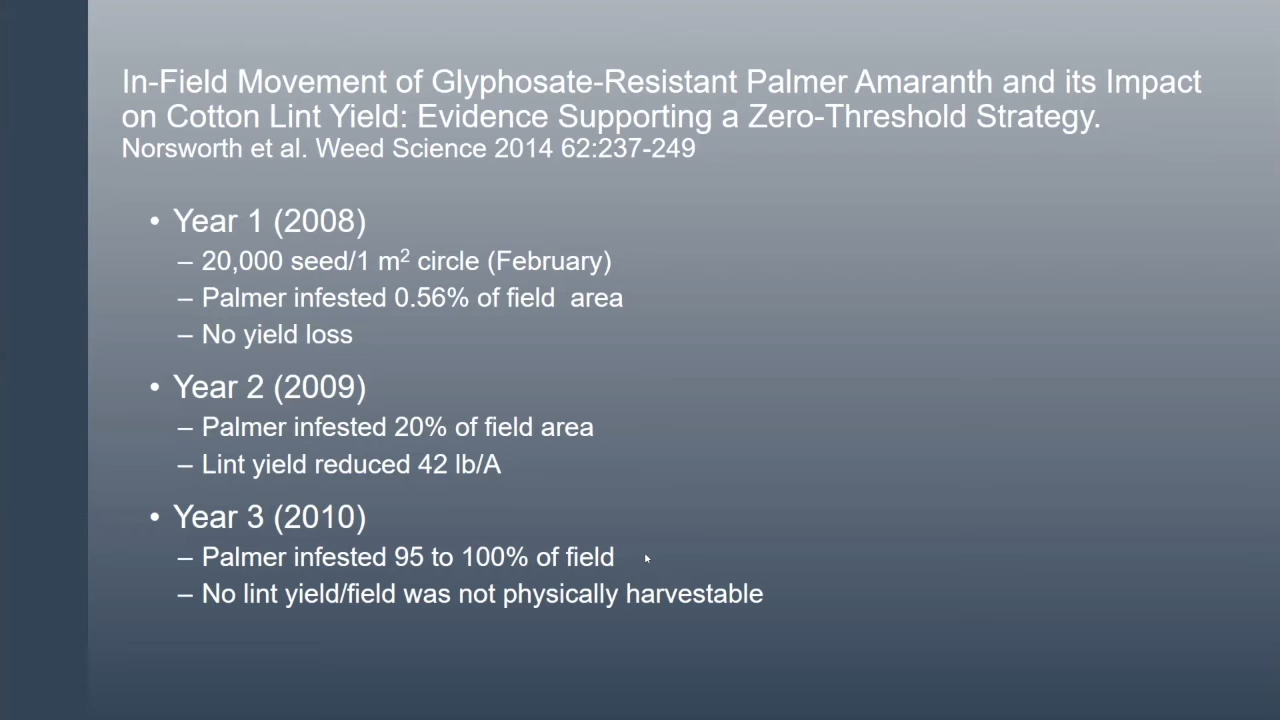 In-Field Movement of Glyphosate-Resistant Palmer Amaranth and its Impact
on Cotton Lint Yield: Evidence Supporting a Zero-Threshold Strategy.
Norsworth et al. Weed Science 2014 62:237-249
• Year 1 (2008)
– 20,000 seed/1 m² circle (February)
– Palmer infested 0.56% of field area
– No yield loss
• Year 2 (2009)
– Palmer infested 20% of field area
– Lint yield reduced 42 lb/A
• Year 3 (2010)
– Palmer infested 95 to 100% of field
– No lint yield/field was not physically harvestable